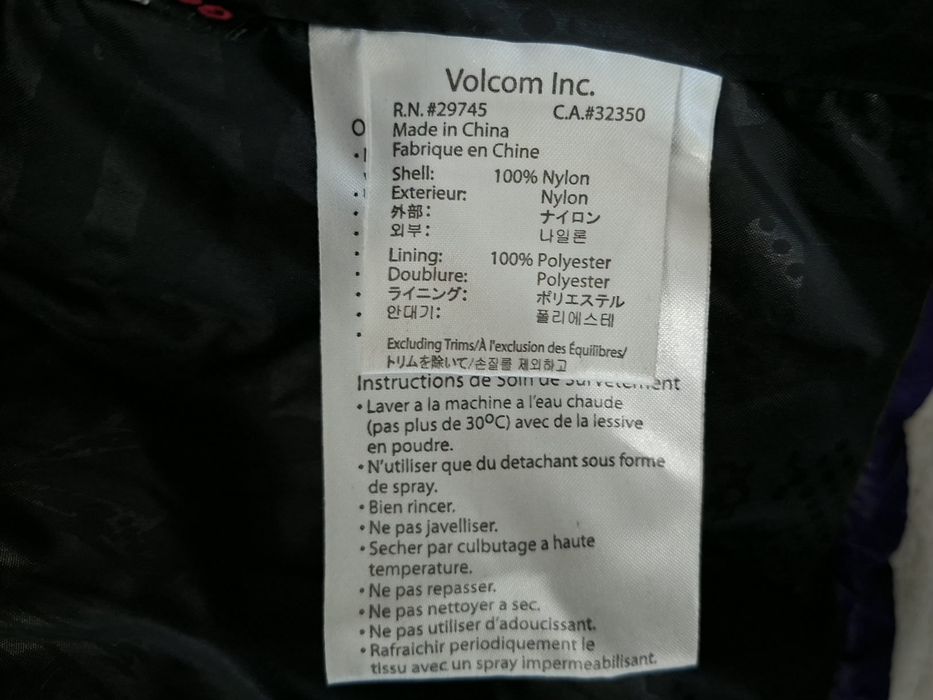 Volcom Inc.
R.N. #29745 C.A.#32350
Made in China
Fabrique en Chine
Shell: 100% Nylon
Exterieur: Nylon
外部: ナイロン
외부: 나일론
Lining: 100% Polyester
Doublure: Polyester
ライニング: ポリエステル
안대기: 폴리에스테
Excluding Trims/À l'exclusion des Équilibres/
トリムを除いて/손질룰 제외하고
Instructions de Soin de Survetement
• Laver a la machine a l'eau chaude
(pas plus de 30ºC) avec de la lessive
en poudre.
• N'utiliser que du detachant sous forme
de spray.
• Bien rincer.
• Ne pas javelliser.
• Secher par culbutage a haute
temperature.
• Ne pas repasser.
• Ne pas nettoyer a sec.
• Ne pas utiliser d'adoucissant.
• Rafraichir periodiquement le
tissu avec un spray impermeabilisant.